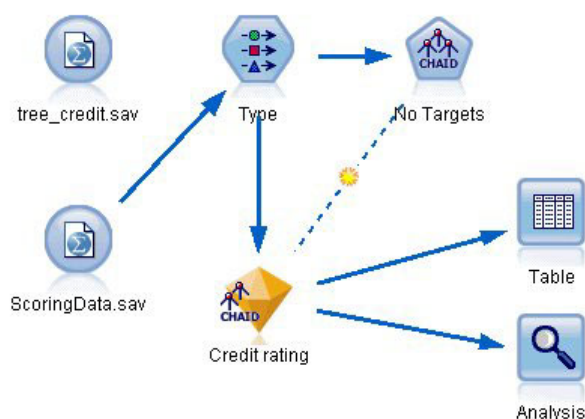 CHAID
tree_credit.sav
Type
No Targets
ScoringData.sav
CHAID
Credit rating
Table
Analysis